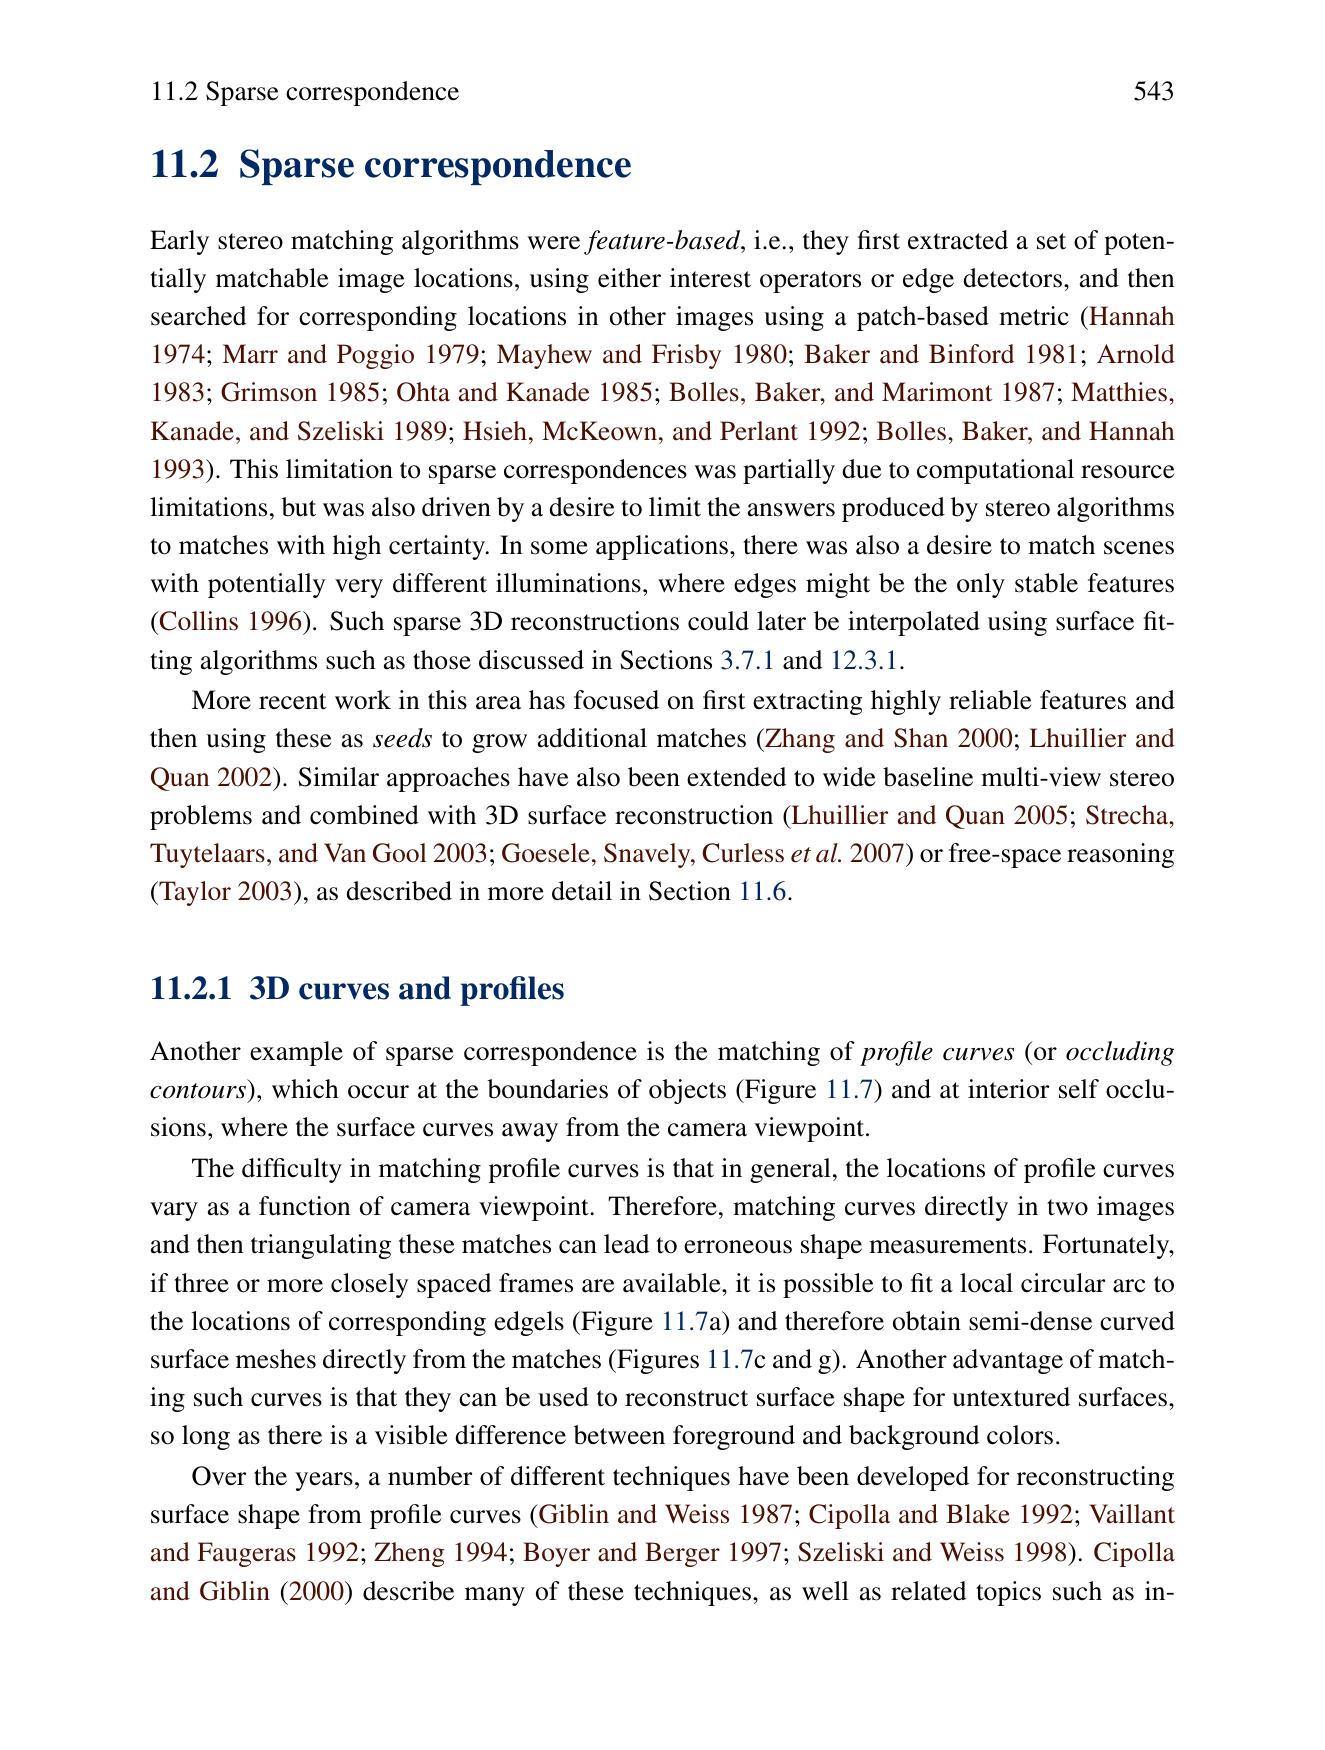 11.2 Sparse correspondence 543
11.2 Sparse correspondence
Early stereo matching algorithms were feature-based, i.e., they first extracted a set of poten-
tially matchable image locations, using either interest operators or edge detectors, and then
searched for corresponding locations in other images using a patch-based metric (Hannah
1974; Marr and Poggio 1979; Mayhew and Frisby 1980; Baker and Binford 1981; Arnold
1983; Grimson 1985; Ohta and Kanade 1985; Bolles, Baker, and Marimont 1987; Matthies,
Kanade, and Szeliski 1989; Hsieh, McKeown, and Perlant 1992; Bolles, Baker, and Hannah
1993). This limitation to sparse correspondences was partially due to computational resource
limitations, but was also driven by a desire to limit the answers produced by stereo algorithms
to matches with high certainty. In some applications, there was also a desire to match scenes
with potentially very different illuminations, where edges might be the only stable features
(Collins 1996). Such sparse 3D reconstructions could later be interpolated using surface fit-
ting algorithms such as those discussed in Sections 3.7.1 and 12.3.1.
More recent work in this area has focused on first extracting highly reliable features and
then using these as seeds to grow additional matches (Zhang and Shan 2000; Lhuillier and
Quan 2002). Similar approaches have also been extended to wide baseline multi-view stereo
problems and combined with 3D surface reconstruction (Lhuillier and Quan 2005; Strecha,
Tuytelaars, and Van Gool 2003; Goesele, Snavely, Curless et al. 2007) or free-space reasoning
(Taylor 2003), as described in more detail in Section 11.6.
11.2.1 3D curves and profiles
Another example of sparse correspondence is the matching of profile curves (or occluding
contours), which occur at the boundaries of objects (Figure 11.7) and at interior self occlu-
sions, where the surface curves away from the camera viewpoint.
The difficulty in matching profile curves is that in general, the locations of profile curves
vary as a function of camera viewpoint. Therefore, matching curves directly in two images
and then triangulating these matches can lead to erroneous shape measurements. Fortunately,
if three or more closely spaced frames are available, it is possible to fit a local circular arc to
the locations of corresponding edgels (Figure 11.7a) and therefore obtain semi-dense curved
surface meshes directly from the matches (Figures 11.7c and g). Another advantage of match-
ing such curves is that they can be used to reconstruct surface shape for untextured surfaces,
so long as there is a visible difference between foreground and background colors.
Over the years, a number of different techniques have been developed for reconstructing
surface shape from profile curves (Giblin and Weiss 1987; Cipolla and Blake 1992; Vaillant
and Faugeras 1992; Zheng 1994; Boyer and Berger 1997; Szeliski and Weiss 1998). Cipolla
and Giblin (2000) describe many of these techniques, as well as related topics such as in-